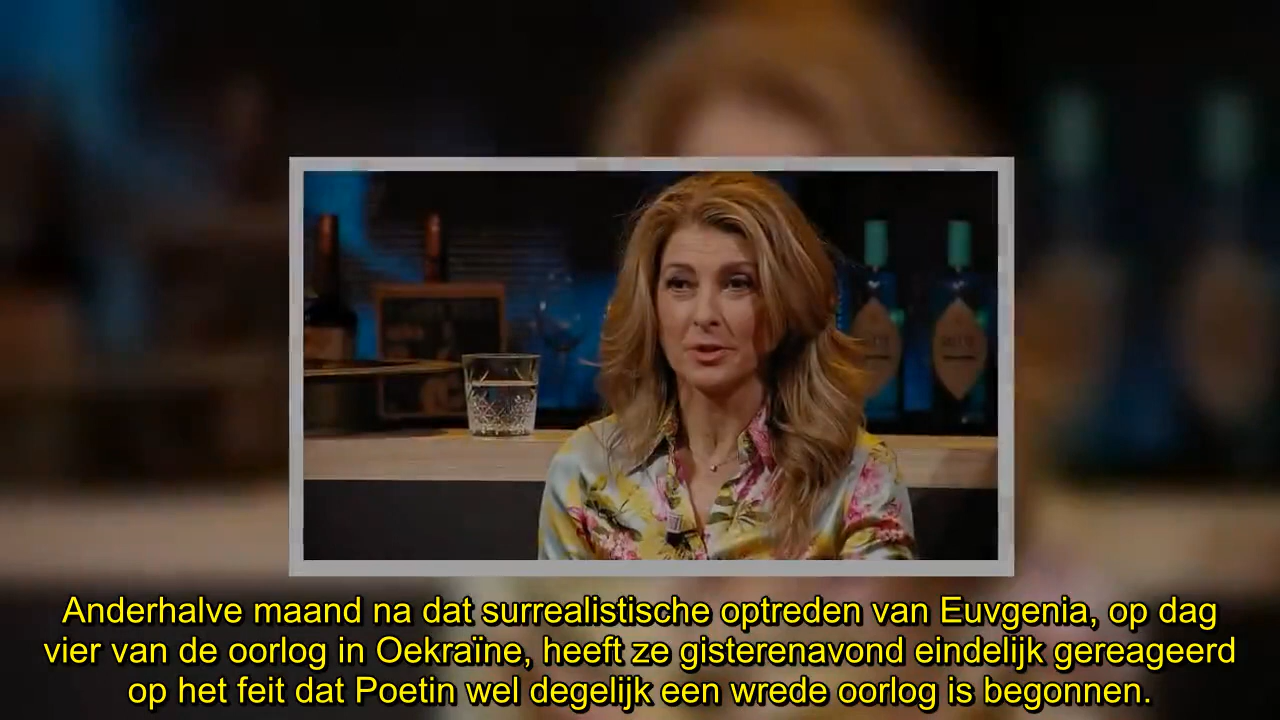 Anderhalve maand na dat surrealistische optreden van Euvgenia, op dag
vier van de oorlog in Oekraïne, heeft ze gisterenavond eindelijk gereageerd
op het feit dat Poetin wel degelijk een wrede oorlog is begonnen.